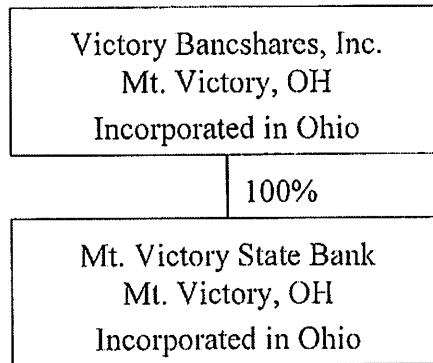 Victory Bancshares, Inc.
Mt. Victory, OH
Incorporated in Ohio
100%
Mt. Victory State Bank
Mt. Victory, OH
Incorporated in Ohio